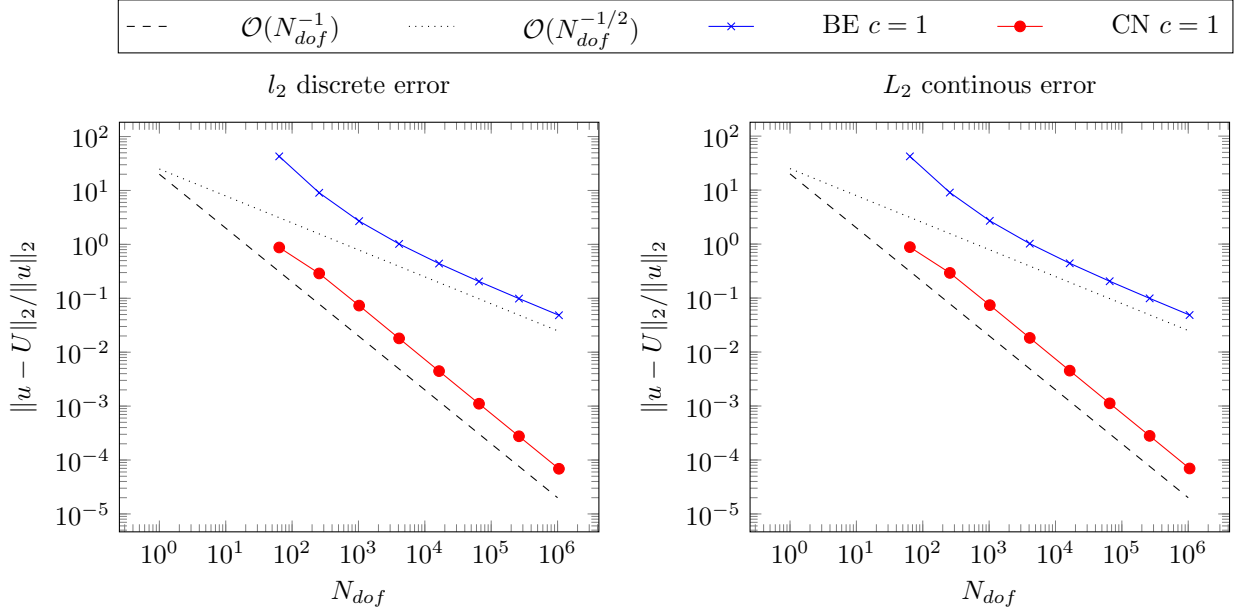 O(N_{dof}^{-1}) O(N_{dof}^{-1/2}) BE c = 1 CN c = 1
l_2 discrete error
10^2
10^1
10^0
10^{-1}
10^{-2}
10^{-3}
10^{-4}
10^{-5}
‖u − U‖_2/‖u‖_2
10^0 10^1 10^2 10^3 10^4 10^5 10^6
N_{dof}
L_2 continous error
10^2
10^1
10^0
10^{-1}
10^{-2}
10^{-3}
10^{-4}
10^{-5}
‖u − U‖_2/‖u‖_2
10^0 10^1 10^2 10^3 10^4 10^5 10^6
N_{dof}